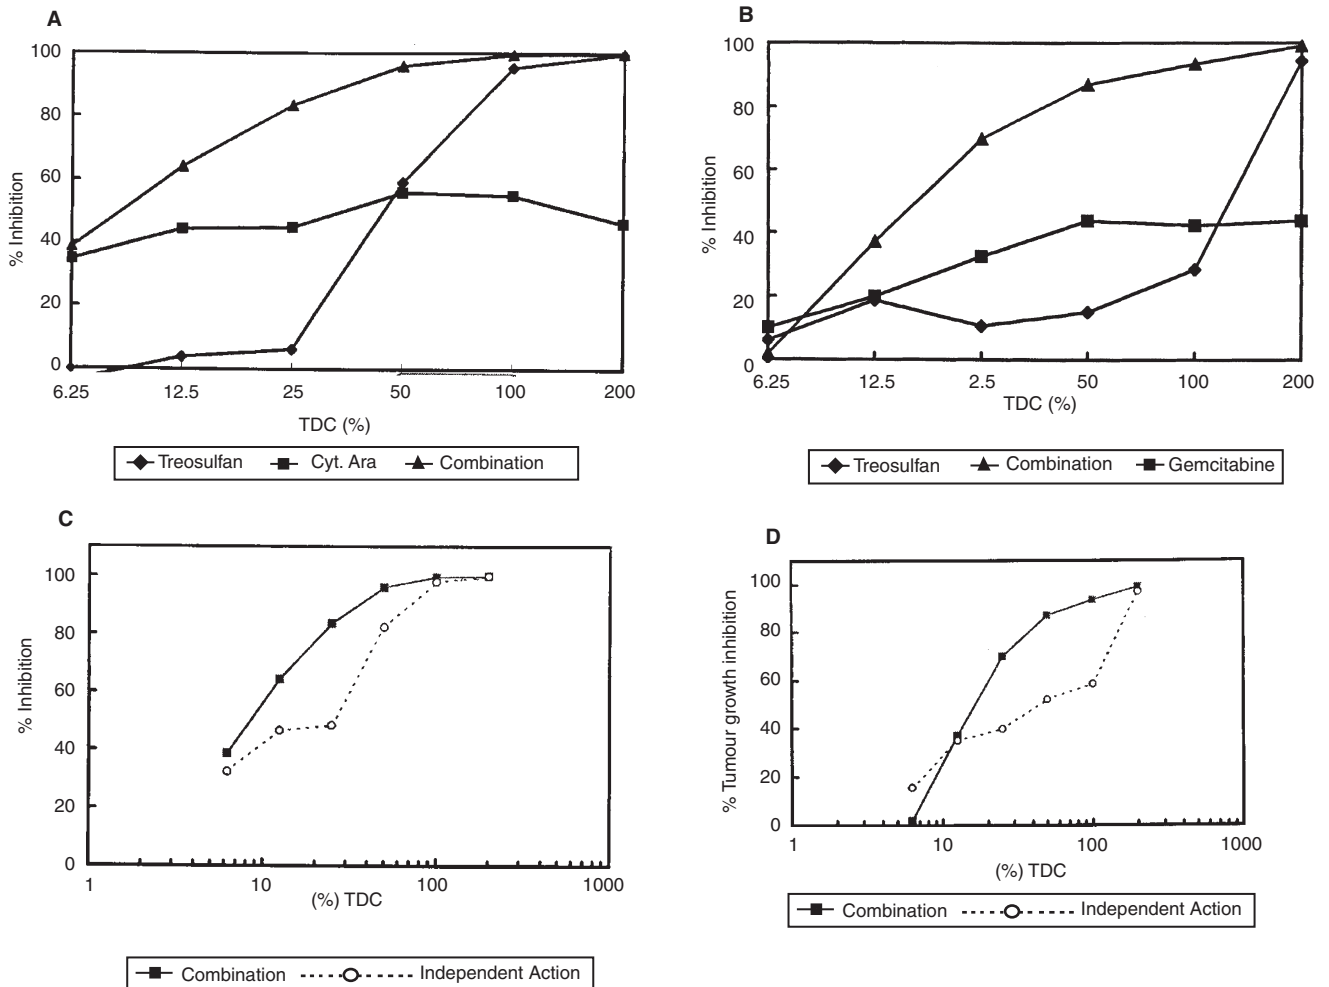 A
100
80
60
40
20
0
% Inhibition
6.25 12.5 25 50 100 200
TDC (%)
Treosulfan Cyt. Ara Combination
B
100
80
60
40
20
0
% Inhibition
6.25 12.5 2.5 50 100 200
TDC (%)
Treosulfan Combination Gemcitabine
C
100
80
60
40
20
0
% Inhibition
1 10 100 1000
(%) TDC
Combination Independent Action
D
100
80
60
40
20
0
% Tumour growth inhibition
1 10 100 1000
(%) TDC
Combination Independent Action